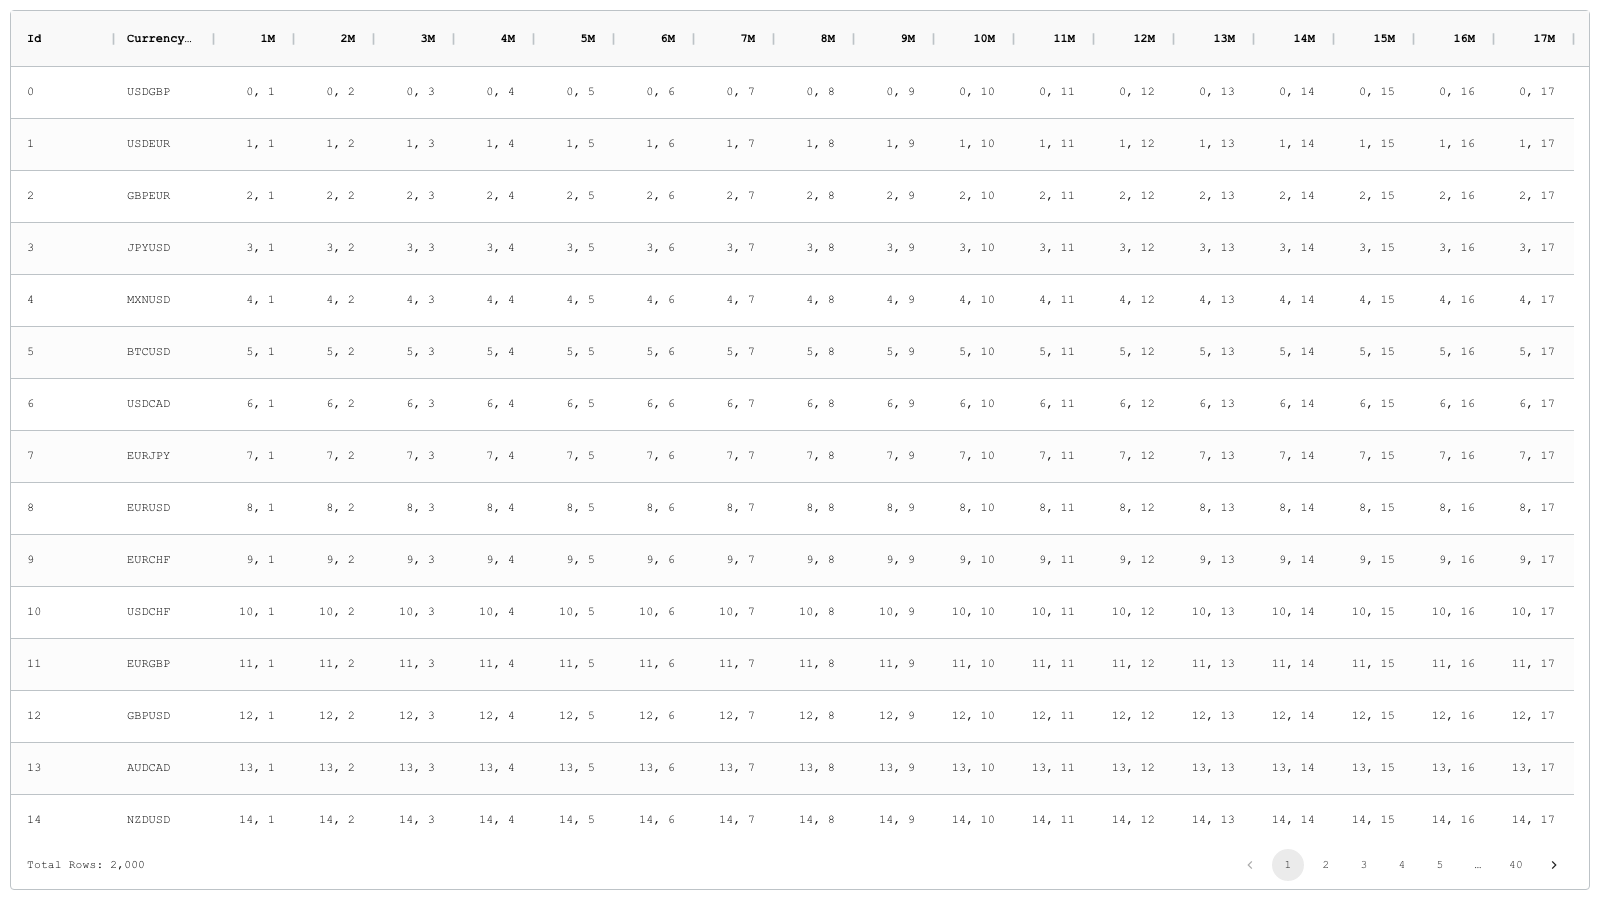 Id Currency… 1M 2M 3M 4M 5M 6M 7M 8M 9M 10M 11M 12M 13M 14M 15M 16M 17M
0 USDGBP 0, 1 0, 2 0, 3 0, 4 0, 5 0, 6 0, 7 0, 8 0, 9 0, 10 0, 11 0, 12 0, 13 0, 14 0, 15 0, 16 0, 17
1 USDEUR 1, 1 1, 2 1, 3 1, 4 1, 5 1, 6 1, 7 1, 8 1, 9 1, 10 1, 11 1, 12 1, 13 1, 14 1, 15 1, 16 1, 17
2 GBPEUR 2, 1 2, 2 2, 3 2, 4 2, 5 2, 6 2, 7 2, 8 2, 9 2, 10 2, 11 2, 12 2, 13 2, 14 2, 15 2, 16 2, 17
3 JPYUSD 3, 1 3, 2 3, 3 3, 4 3, 5 3, 6 3, 7 3, 8 3, 9 3, 10 3, 11 3, 12 3, 13 3, 14 3, 15 3, 16 3, 17
4 MXNUSD 4, 1 4, 2 4, 3 4, 4 4, 5 4, 6 4, 7 4, 8 4, 9 4, 10 4, 11 4, 12 4, 13 4, 14 4, 15 4, 16 4, 17
5 BTCUSD 5, 1 5, 2 5, 3 5, 4 5, 5 5, 6 5, 7 5, 8 5, 9 5, 10 5, 11 5, 12 5, 13 5, 14 5, 15 5, 16 5, 17
6 USDCAD 6, 1 6, 2 6, 3 6, 4 6, 5 6, 6 6, 7 6, 8 6, 9 6, 10 6, 11 6, 12 6, 13 6, 14 6, 15 6, 16 6, 17
7 EURJPY 7, 1 7, 2 7, 3 7, 4 7, 5 7, 6 7, 7 7, 8 7, 9 7, 10 7, 11 7, 12 7, 13 7, 14 7, 15 7, 16 7, 17
8 EURUSD 8, 1 8, 2 8, 3 8, 4 8, 5 8, 6 8, 7 8, 8 8, 9 8, 10 8, 11 8, 12 8, 13 8, 14 8, 15 8, 16 8, 17
9 EURCHF 9, 1 9, 2 9, 3 9, 4 9, 5 9, 6 9, 7 9, 8 9, 9 9, 10 9, 11 9, 12 9, 13 9, 14 9, 15 9, 16 9, 17
10 USDCHF 10, 1 10, 2 10, 3 10, 4 10, 5 10, 6 10, 7 10, 8 10, 9 10, 10 10, 11 10, 12 10, 13 10, 14 10, 15 10, 16 10, 17
11 EURGBP 11, 1 11, 2 11, 3 11, 4 11, 5 11, 6 11, 7 11, 8 11, 9 11, 10 11, 11 11, 12 11, 13 11, 14 11, 15 11, 16 11, 17
12 GBPUSD 12, 1 12, 2 12, 3 12, 4 12, 5 12, 6 12, 7 12, 8 12, 9 12, 10 12, 11 12, 12 12, 13 12, 14 12, 15 12, 16 12, 17
13 AUDCAD 13, 1 13, 2 13, 3 13, 4 13, 5 13, 6 13, 7 13, 8 13, 9 13, 10 13, 11 13, 12 13, 13 13, 14 13, 15 13, 16 13, 17
14 NZDUSD 14, 1 14, 2 14, 3 14, 4 14, 5 14, 6 14, 7 14, 8 14, 9 14, 10 14, 11 14, 12 14, 13 14, 14 14, 15 14, 16 14, 17
Total Rows: 2,000 1 2 3 4 5 … 40